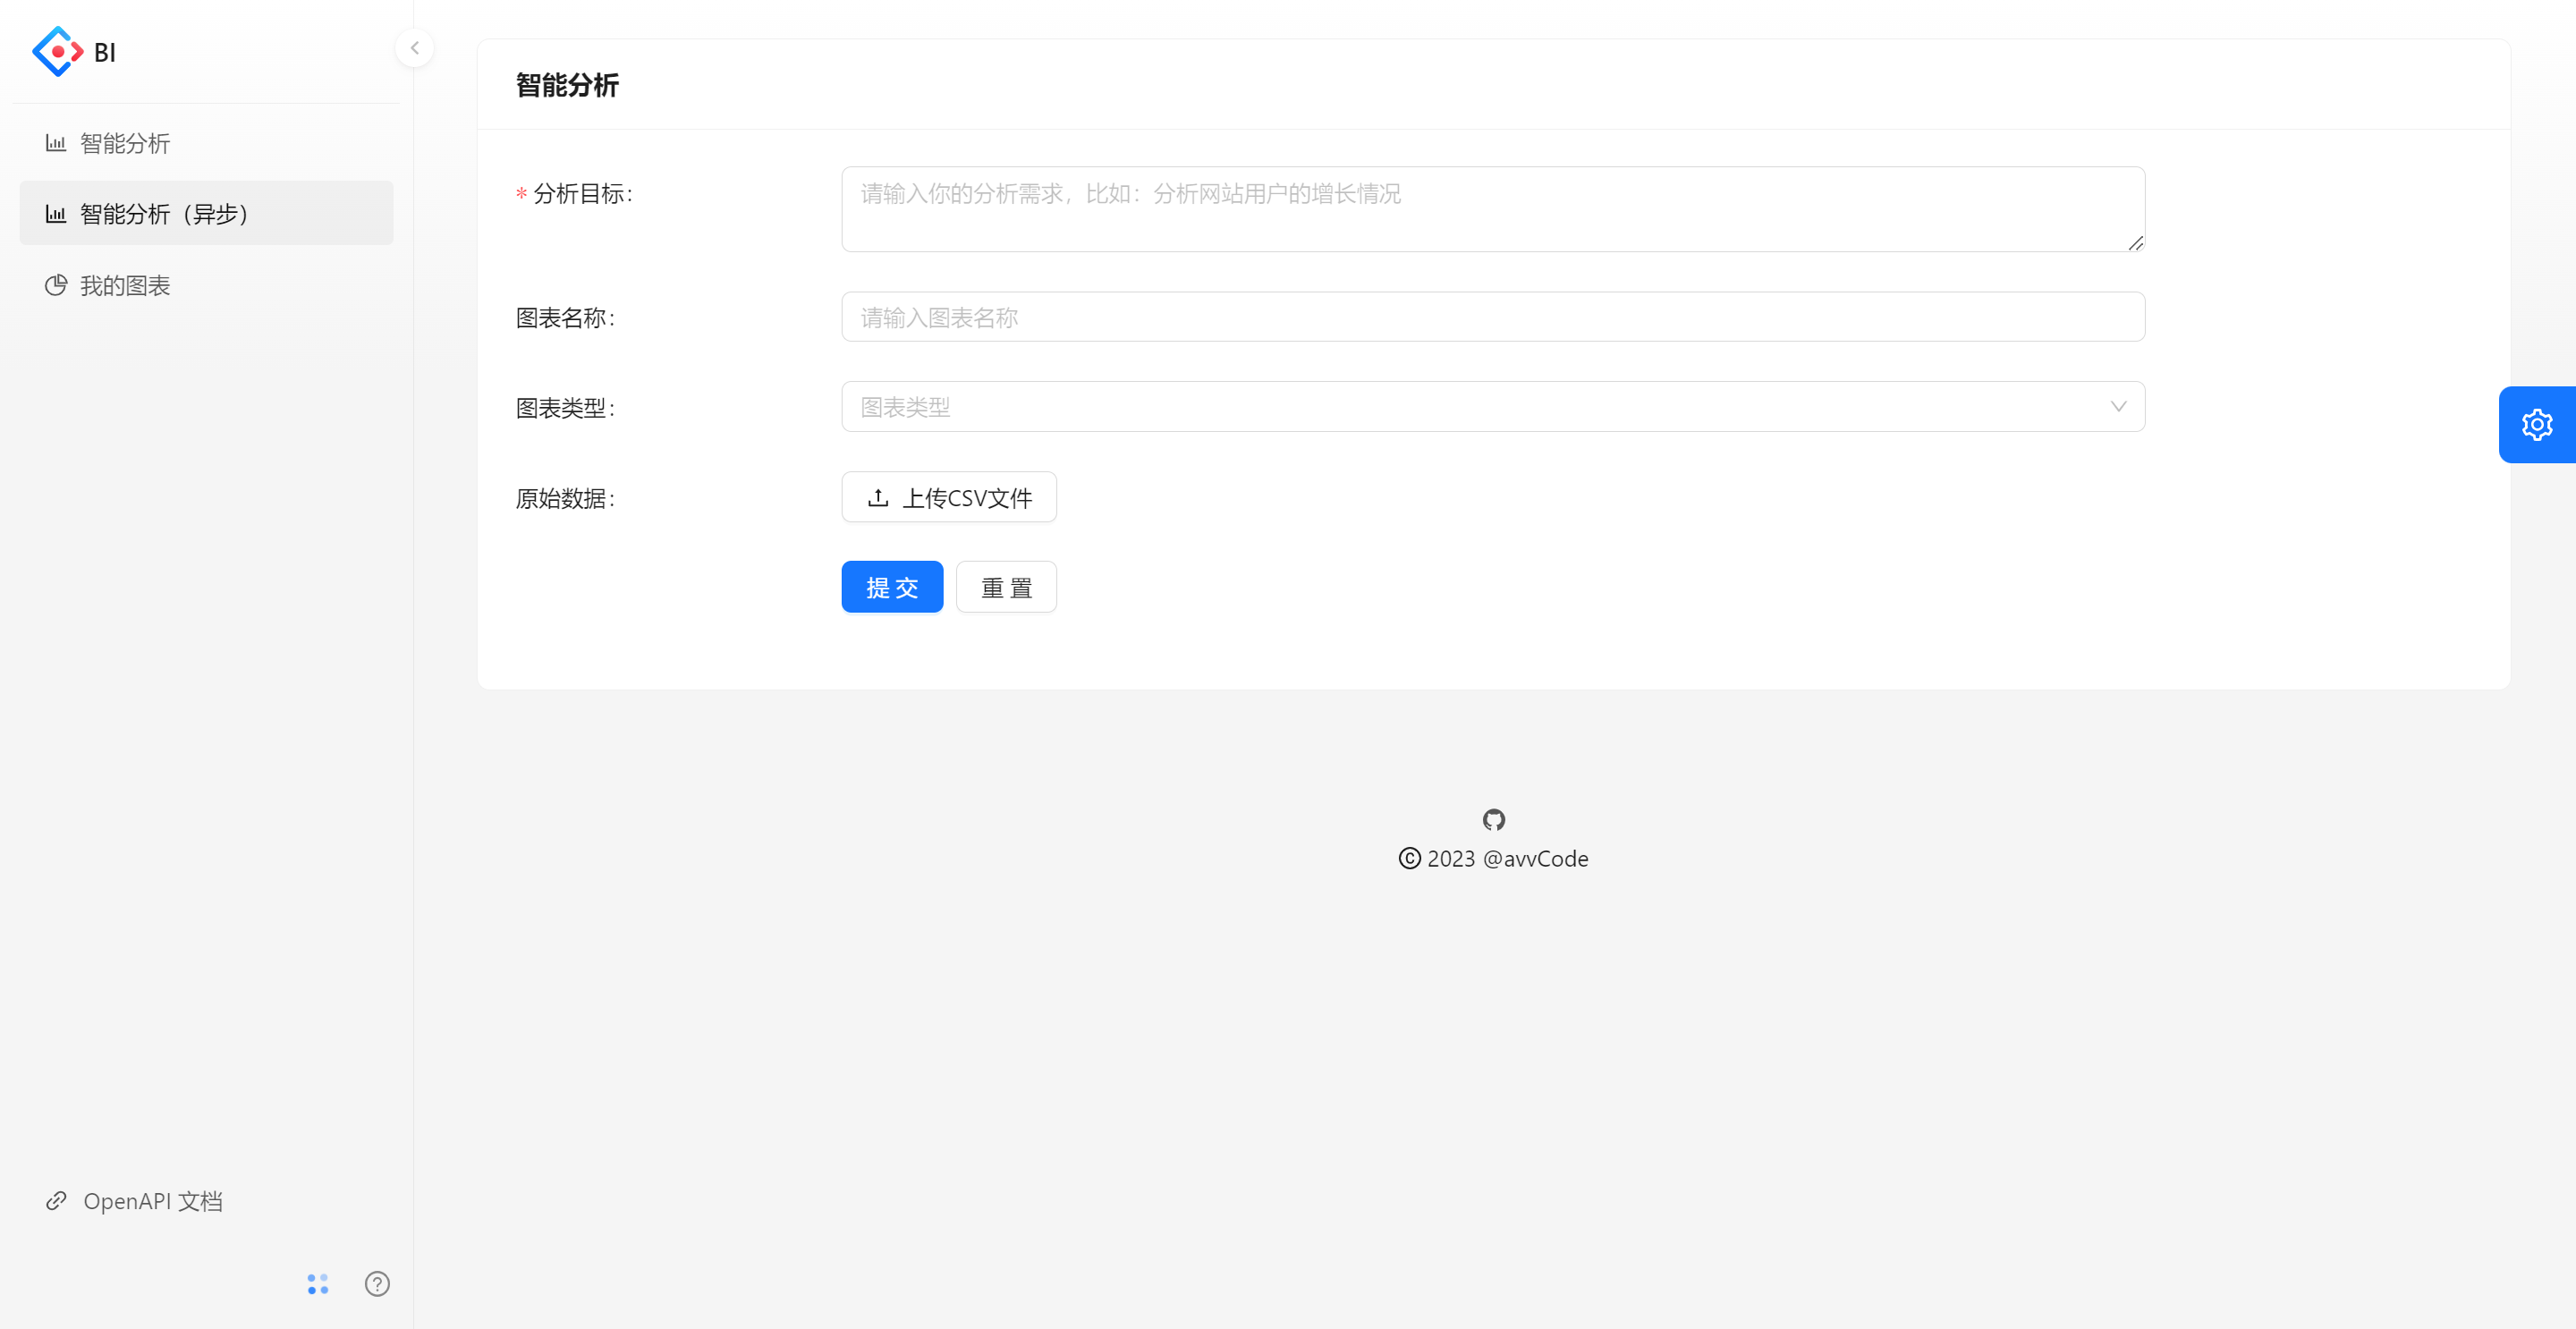 BI
智能分析
智能分析（异步）
我的图表
OpenAPI 文档
智能分析
* 分析目标：
请输入你的分析需求，比如：分析网站用户的增长情况
图表名称：
请输入图表名称
图表类型：
图表类型
原始数据：
上传CSV文件
提 交
重 置
© 2023 @avvCode